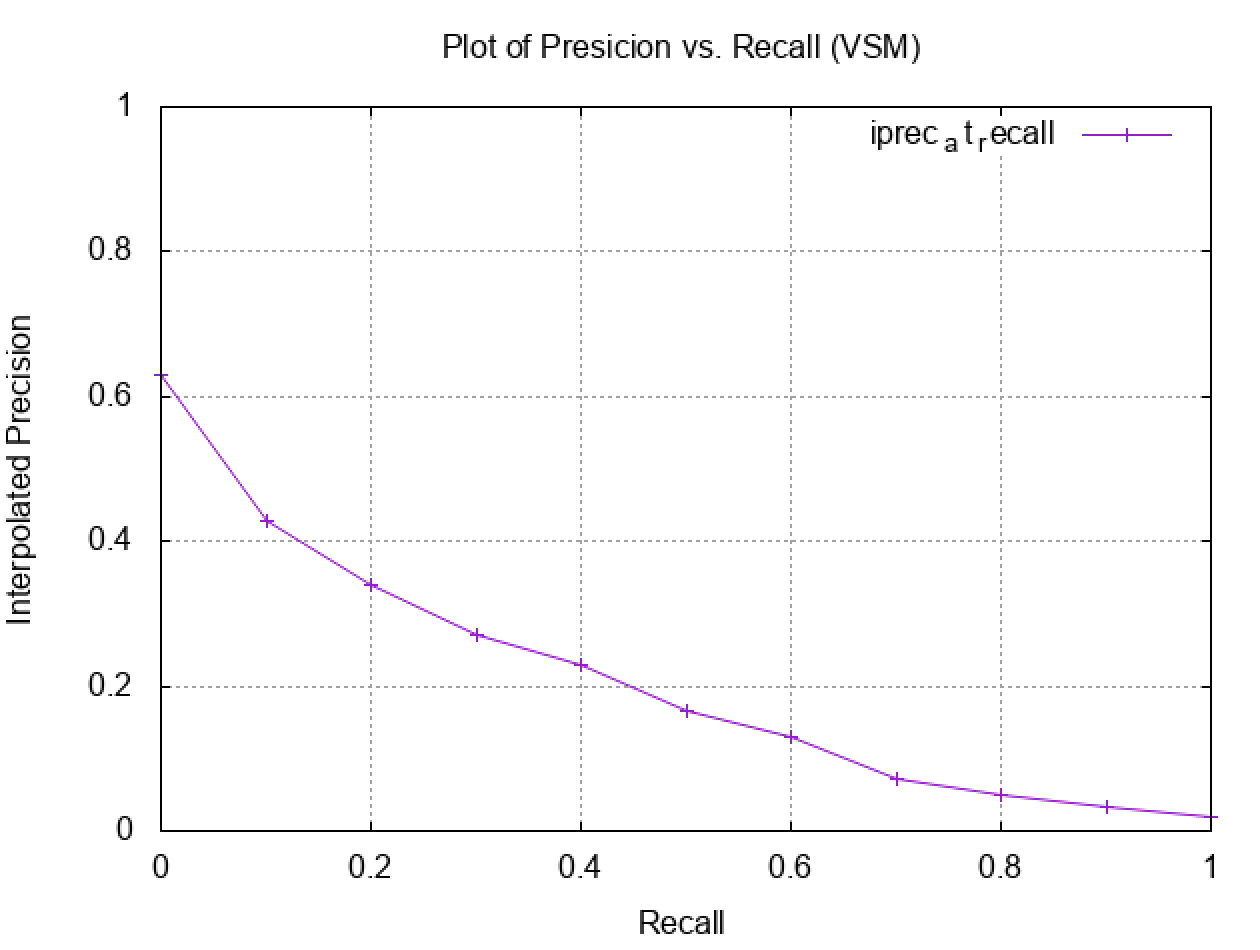 Plot of Presicion vs. Recall (VSM)
1
iprec a t r ecall
0.8
0.6
0.4
0.2
0
Interpolated Precision
0 0.2 0.4 0.6 0.8 1
Recall